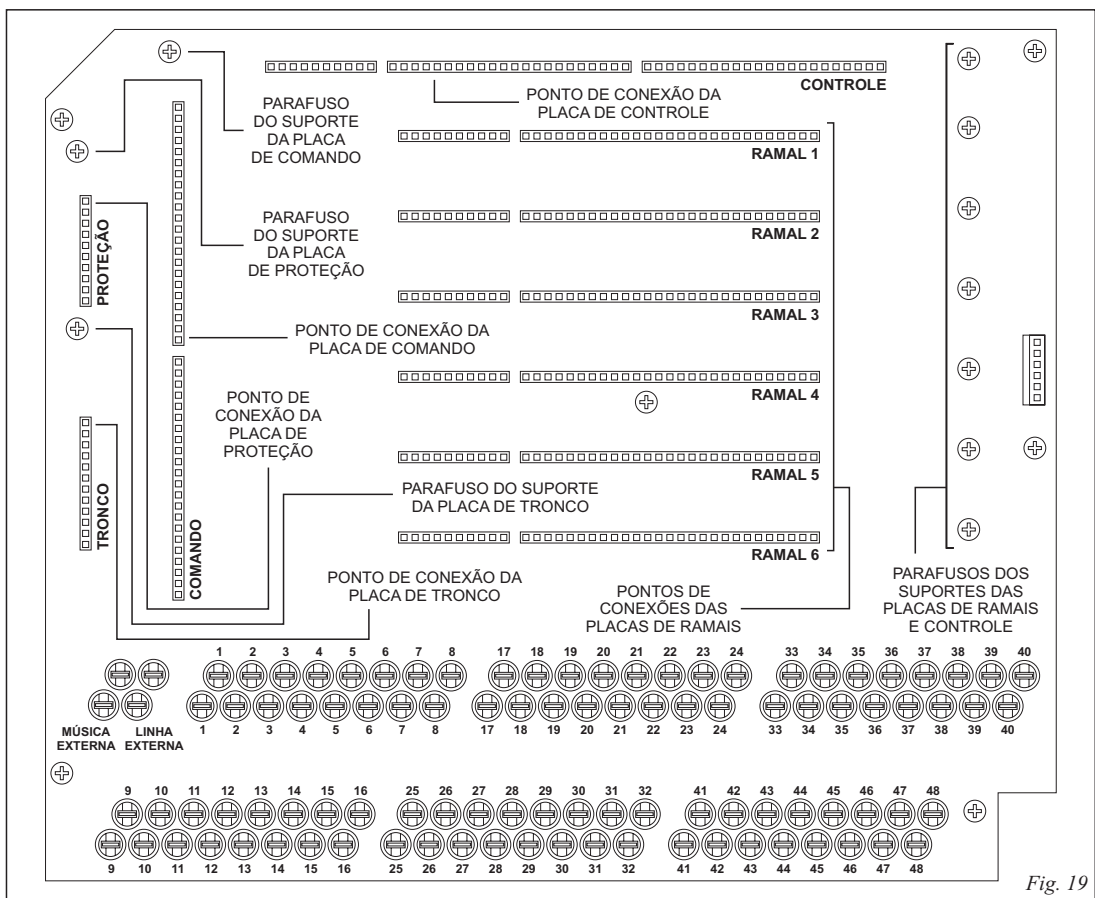 CONTROLE
PARAFUSO
DO SUPORTE
DA PLACA
DE COMANDO
PONTO DE CONEXÃO DA
PLACA DE CONTROLE
RAMAL 1
PARAFUSO
DO SUPORTE
DA PLACA
DE PROTEÇÃO
RAMAL 2
PROTEÇÃO
RAMAL 3
PONTO DE CONEXÃO DA
PLACA DE COMANDO
RAMAL 4
PONTO DE
CONEXÃO DA
PLACA DE
PROTEÇÃO
RAMAL 5
PARAFUSO DO SUPORTE
DA PLACA DE TRONCO
TRONCO
COMANDO
RAMAL 6
PONTO DE CONEXÃO DA
PLACA DE TRONCO
PONTOS DE
CONEXÕES DAS
PLACAS DE RAMAIS
PARAFUSOS DOS
SUPORTES DAS
PLACAS DE RAMAIS
E CONTROLE
1 2 3 4 5 6 7 8 17 18 19 20 21 22 23 24 33 34 35 36 37 38 39 40
1 2 3 4 5 6 7 8 17 18 19 20 21 22 23 24 33 34 35 36 37 38 39 40
MÚSICA
EXTERNA
LINHA
EXTERNA
9 10 11 12 13 14 15 16 25 26 27 28 29 30 31 32 41 42 43 44 45 46 47 48
9 10 11 12 13 14 15 16 25 26 27 28 29 30 31 32 41 42 43 44 45 46 47 48
Fig. 19